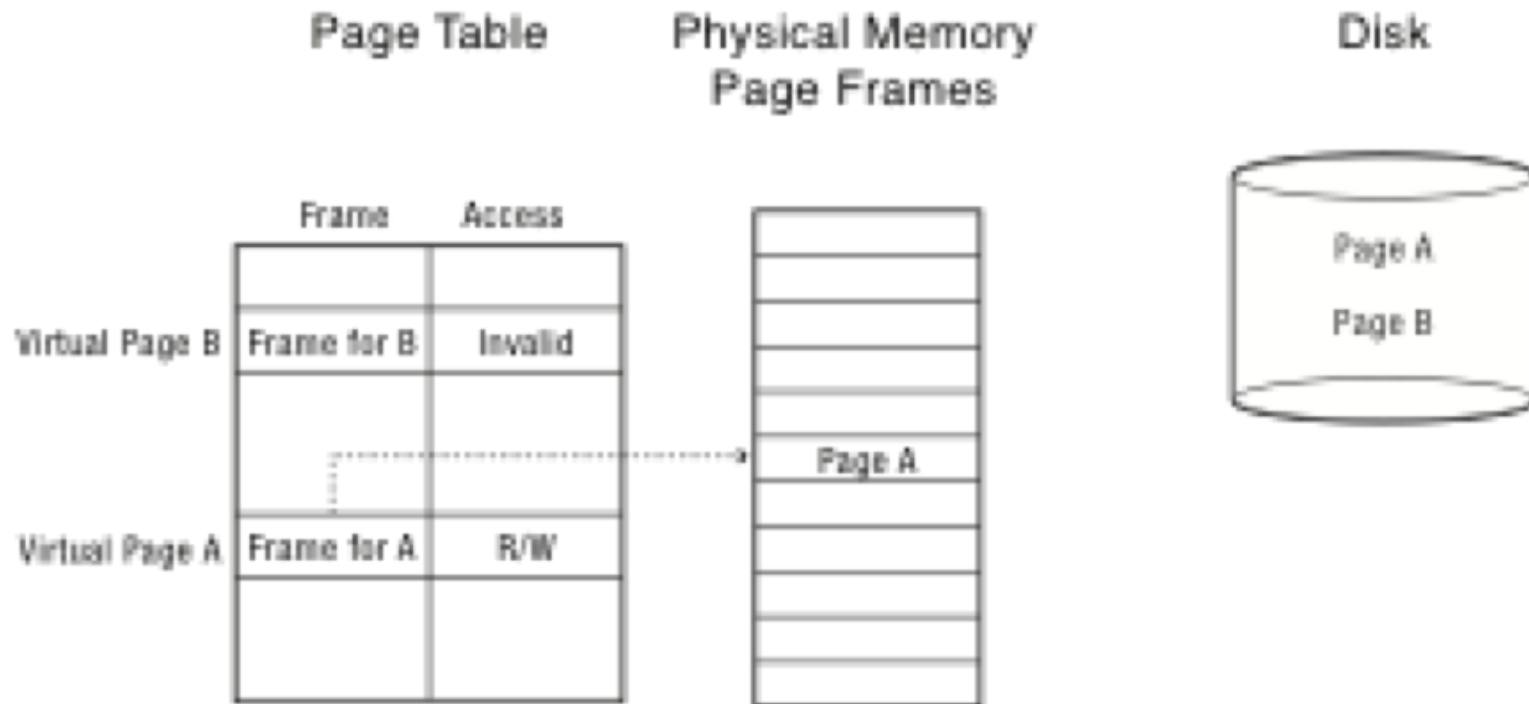 Page Table
Physical Memory
Page Frames
Disk
Frame
Access
Virtual Page B
Frame for B
Invalid
Virtual Page A
Frame for A
R/W
Page A
Page A
Page B